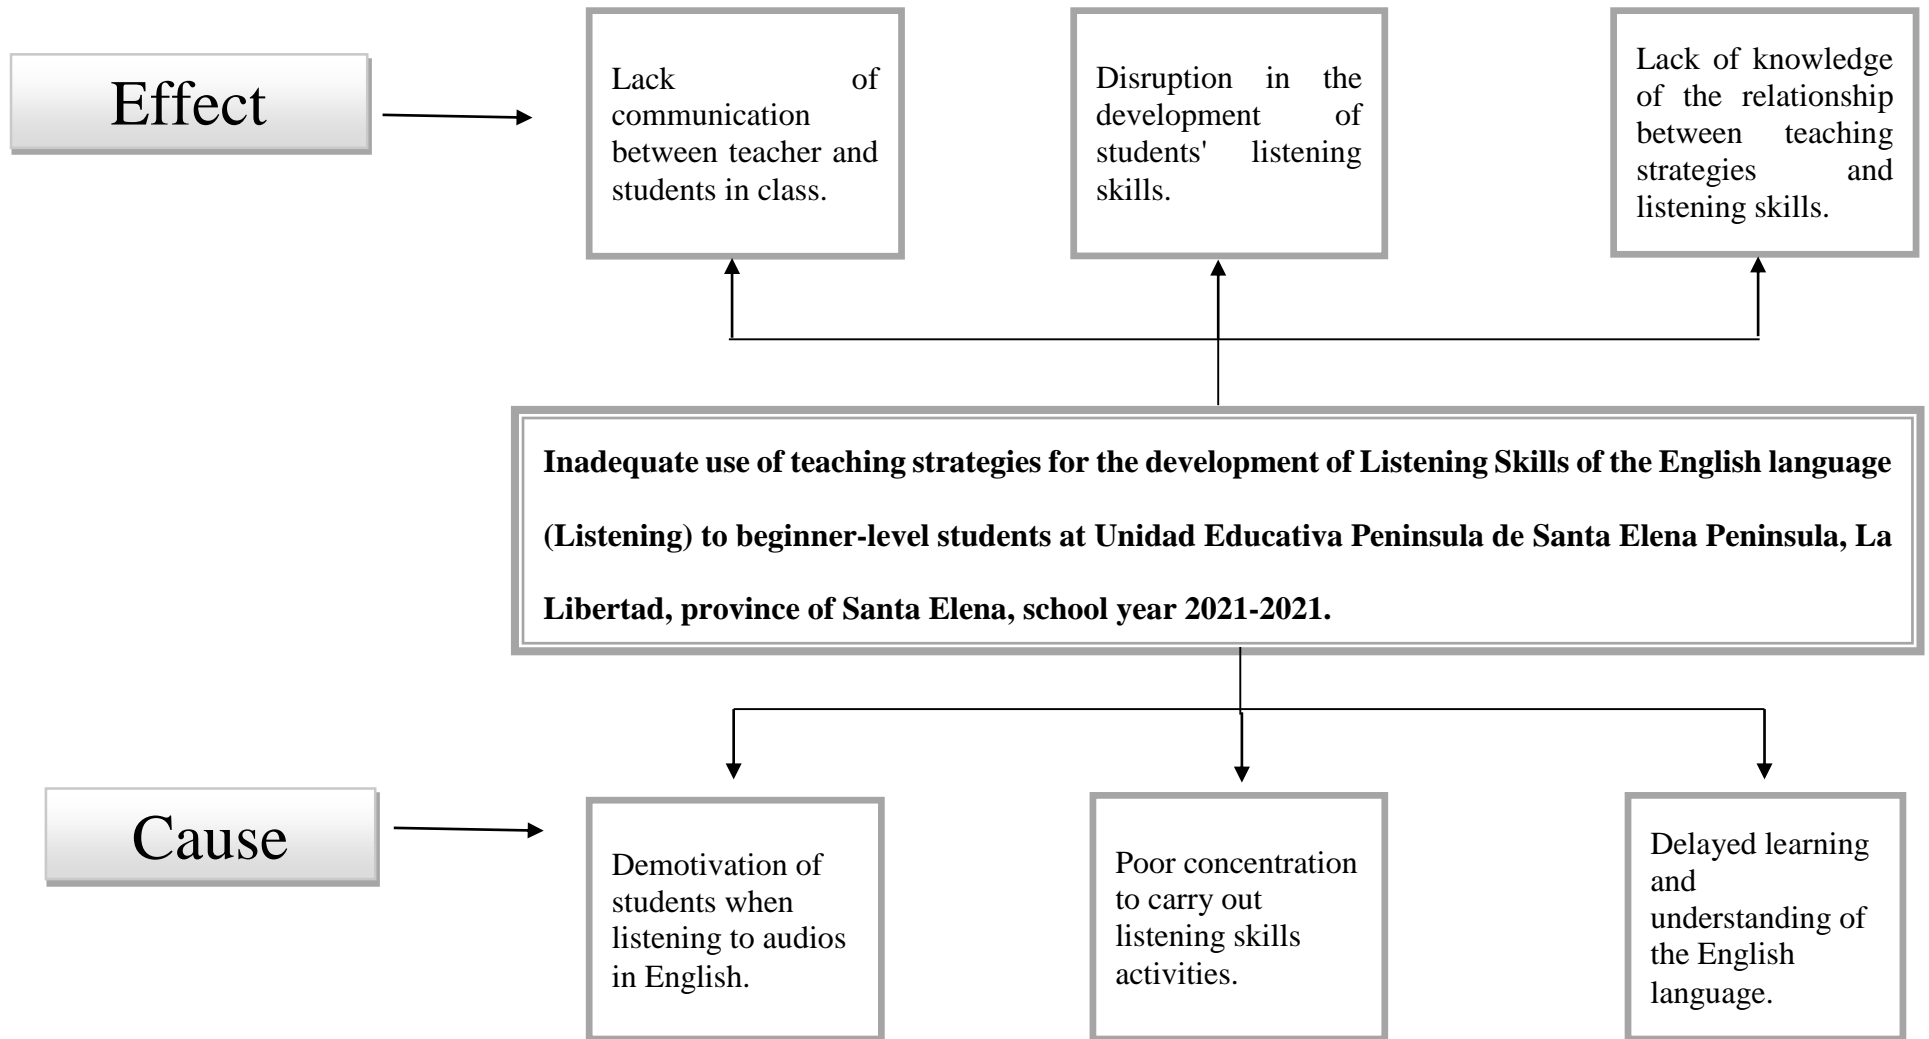 Effect
Lack of
communication
between teacher and
students in class.
Disruption in the
development of
students' listening
skills.
Lack of knowledge
of the relationship
between teaching
strategies and
listening skills.
Inadequate use of teaching strategies for the development of Listening Skills of the English language
(Listening) to beginner-level students at Unidad Educativa Peninsula de Santa Elena Peninsula, La
Libertad, province of Santa Elena, school year 2021-2021.
Cause
Demotivation of
students when
listening to audios
in English.
Poor concentration
to carry out
listening skills
activities.
Delayed learning
and
understanding of
the English
language.